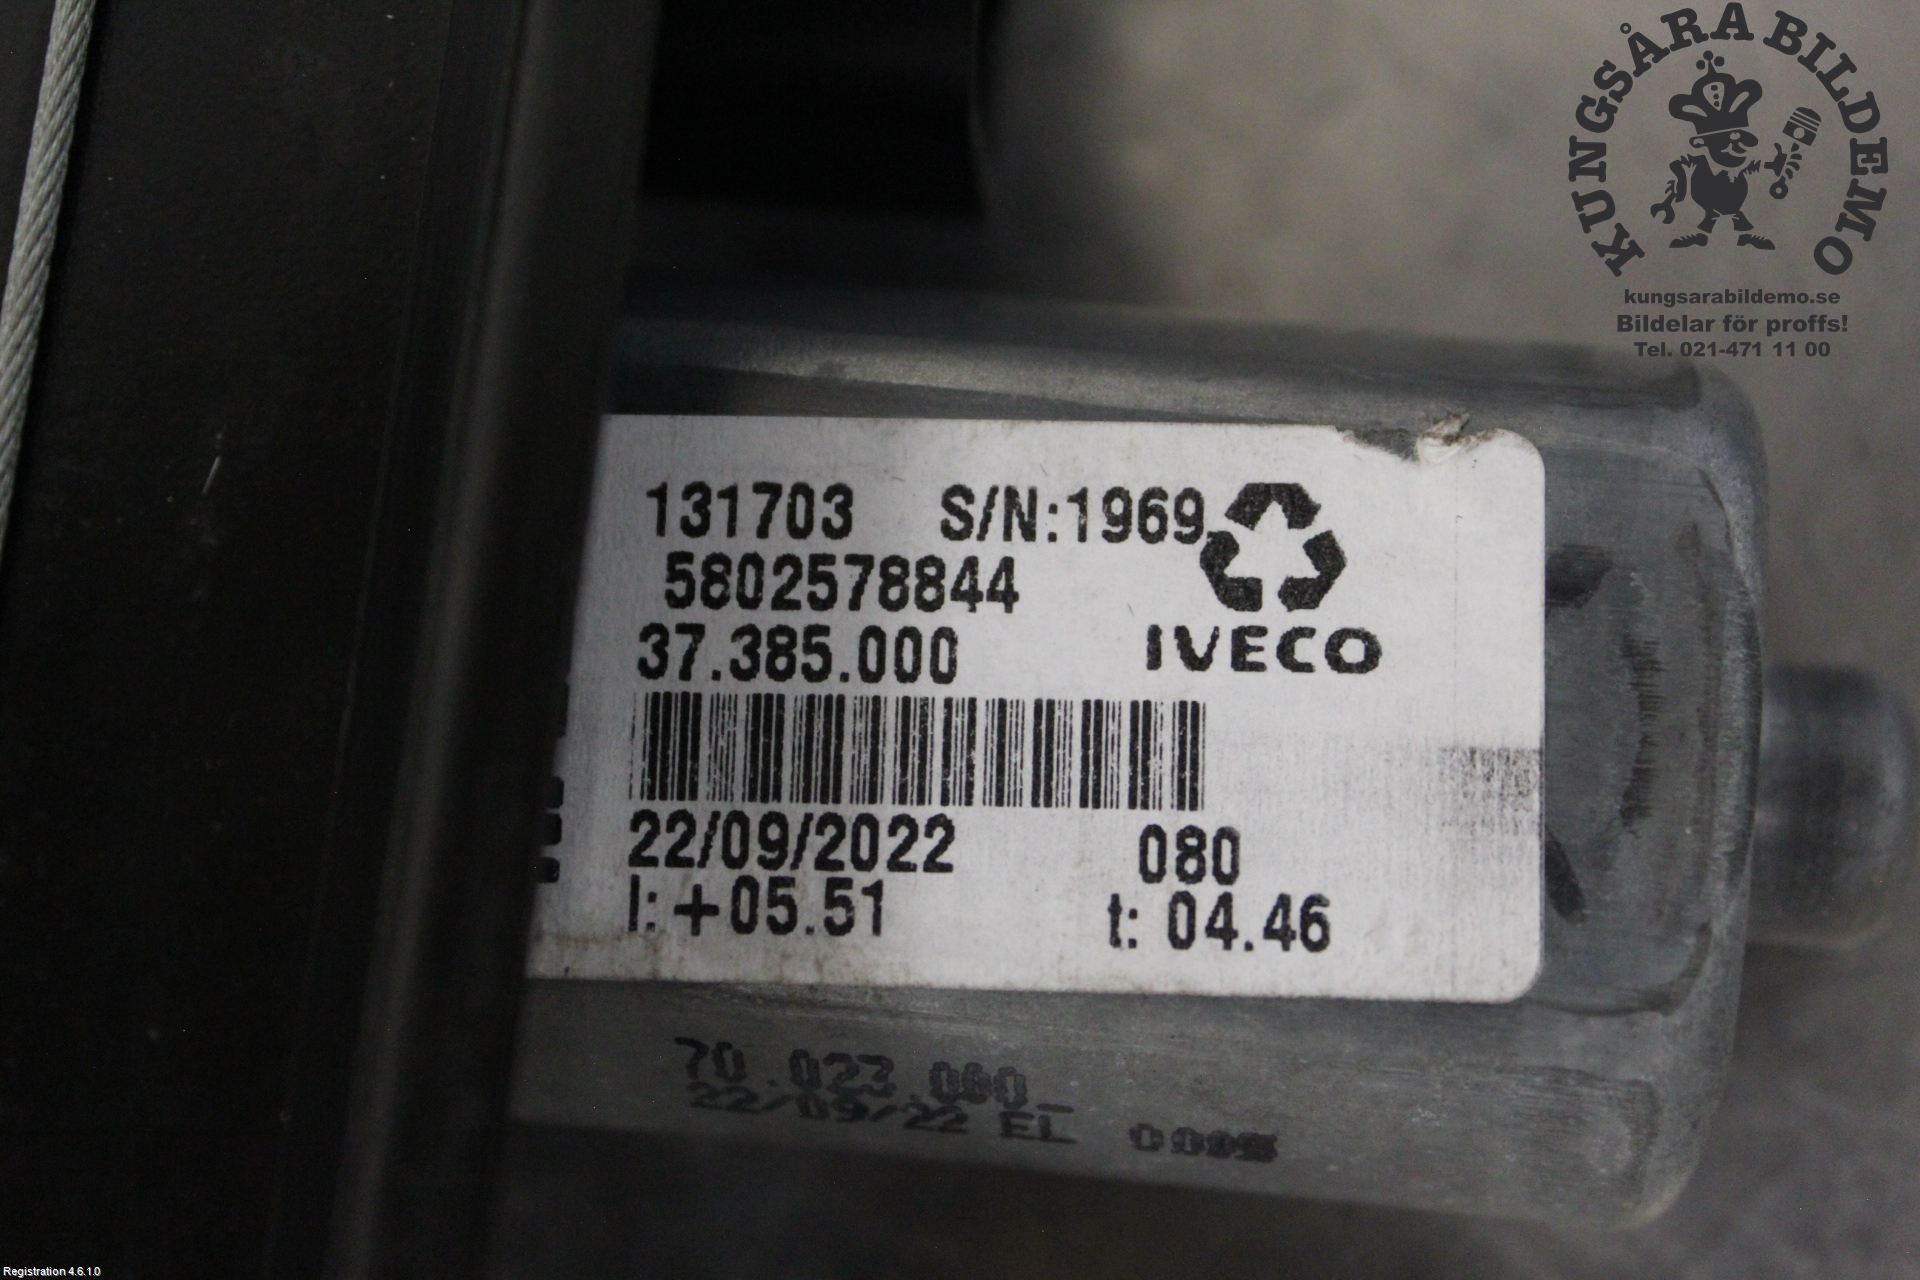 KUNGSÅRA BILDEMO
kungsarabildemo.se
Bildelar för proffs!
Tel. 021-471 11 00
131703 S/N:1969
5802578844
37.385.000
IVECO
22/09/2022 080
I: +05.51 t: 04.46
70.023.080_
22/09/22 EL
Registration 4.6.1.0